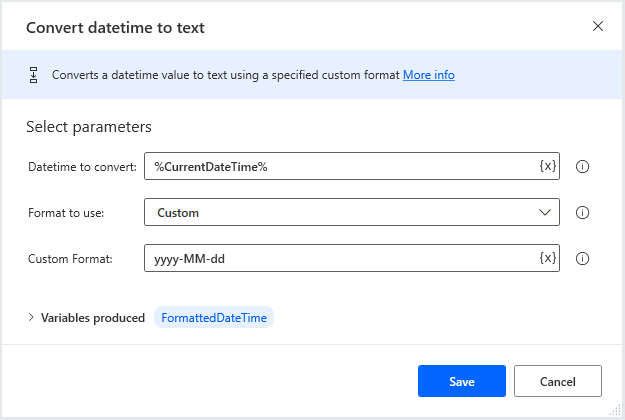 Convert datetime to text
Converts a datetime value to text using a specified custom format More info
Select parameters
Datetime to convert: %CurrentDateTime% {x}
Format to use: Custom
Custom Format: yyyy-MM-dd {x}
Variables produced FormattedDateTime
Save Cancel